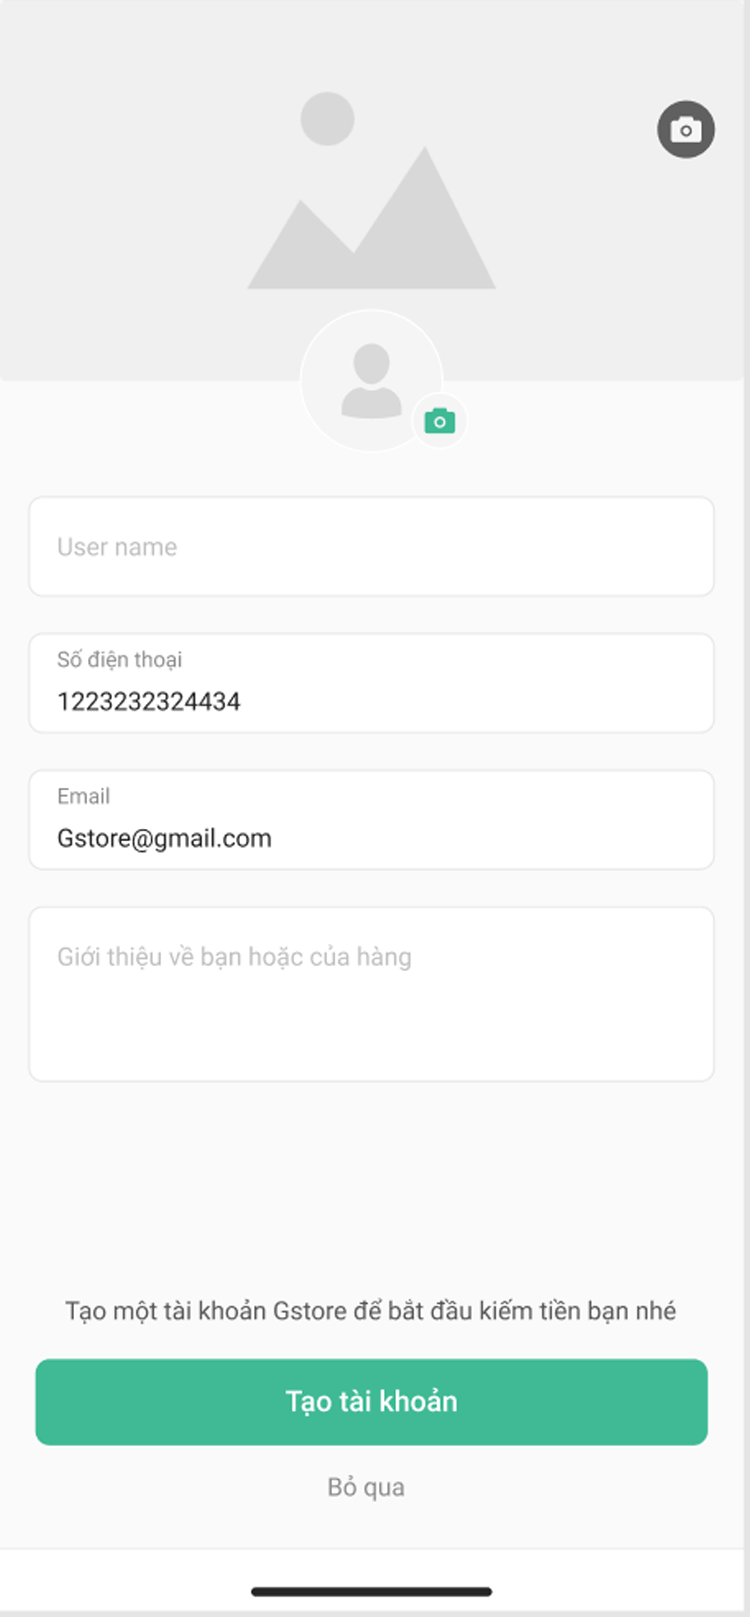 User name
Số điện thoại
1223232324434
Email
Gstore@gmail.com
Giới thiệu về bạn hoặc của hàng
Tạo một tài khoản Gstore để bắt đầu kiếm tiền bạn nhé
Tạo tài khoản
Bỏ qua